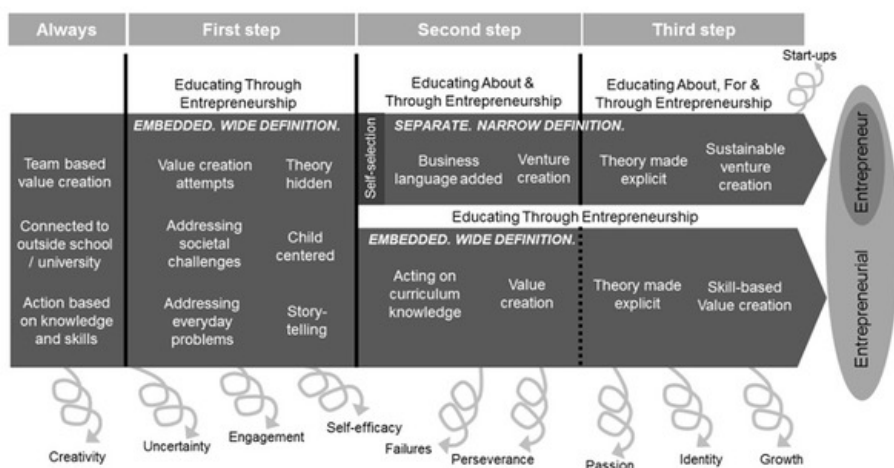 Always
First step
Second step
Third step
Start-ups
Educating Through
Entrepreneurship
Educating About &
Through Entrepreneurship
Educating About, For &
Through Entrepreneurship
EMBEDDED. WIDE DEFINITION.
SEPARATE. NARROW DEFINITION.
Team based
value creation
Connected to
outside school
/ university
Action based
on knowledge
and skills
Value creation
attempts
Theory
hidden
Addressing
societal
challenges
Child
centered
Addressing
everyday
problems
Story-
telling
Self-selection
Business
language added
Venture
creation
Theory made
explicit
Sustainable
venture
creation
Educating Through Entrepreneurship
EMBEDDED. WIDE DEFINITION.
Acting on
curriculum
knowledge
Value
creation
Theory made
explicit
Skill-based
Value creation
Entrepreneur
Entrepreneurial
Creativity
Uncertainty
Engagement
Self-efficacy
Failures
Perseverance
Passion
Identity
Growth